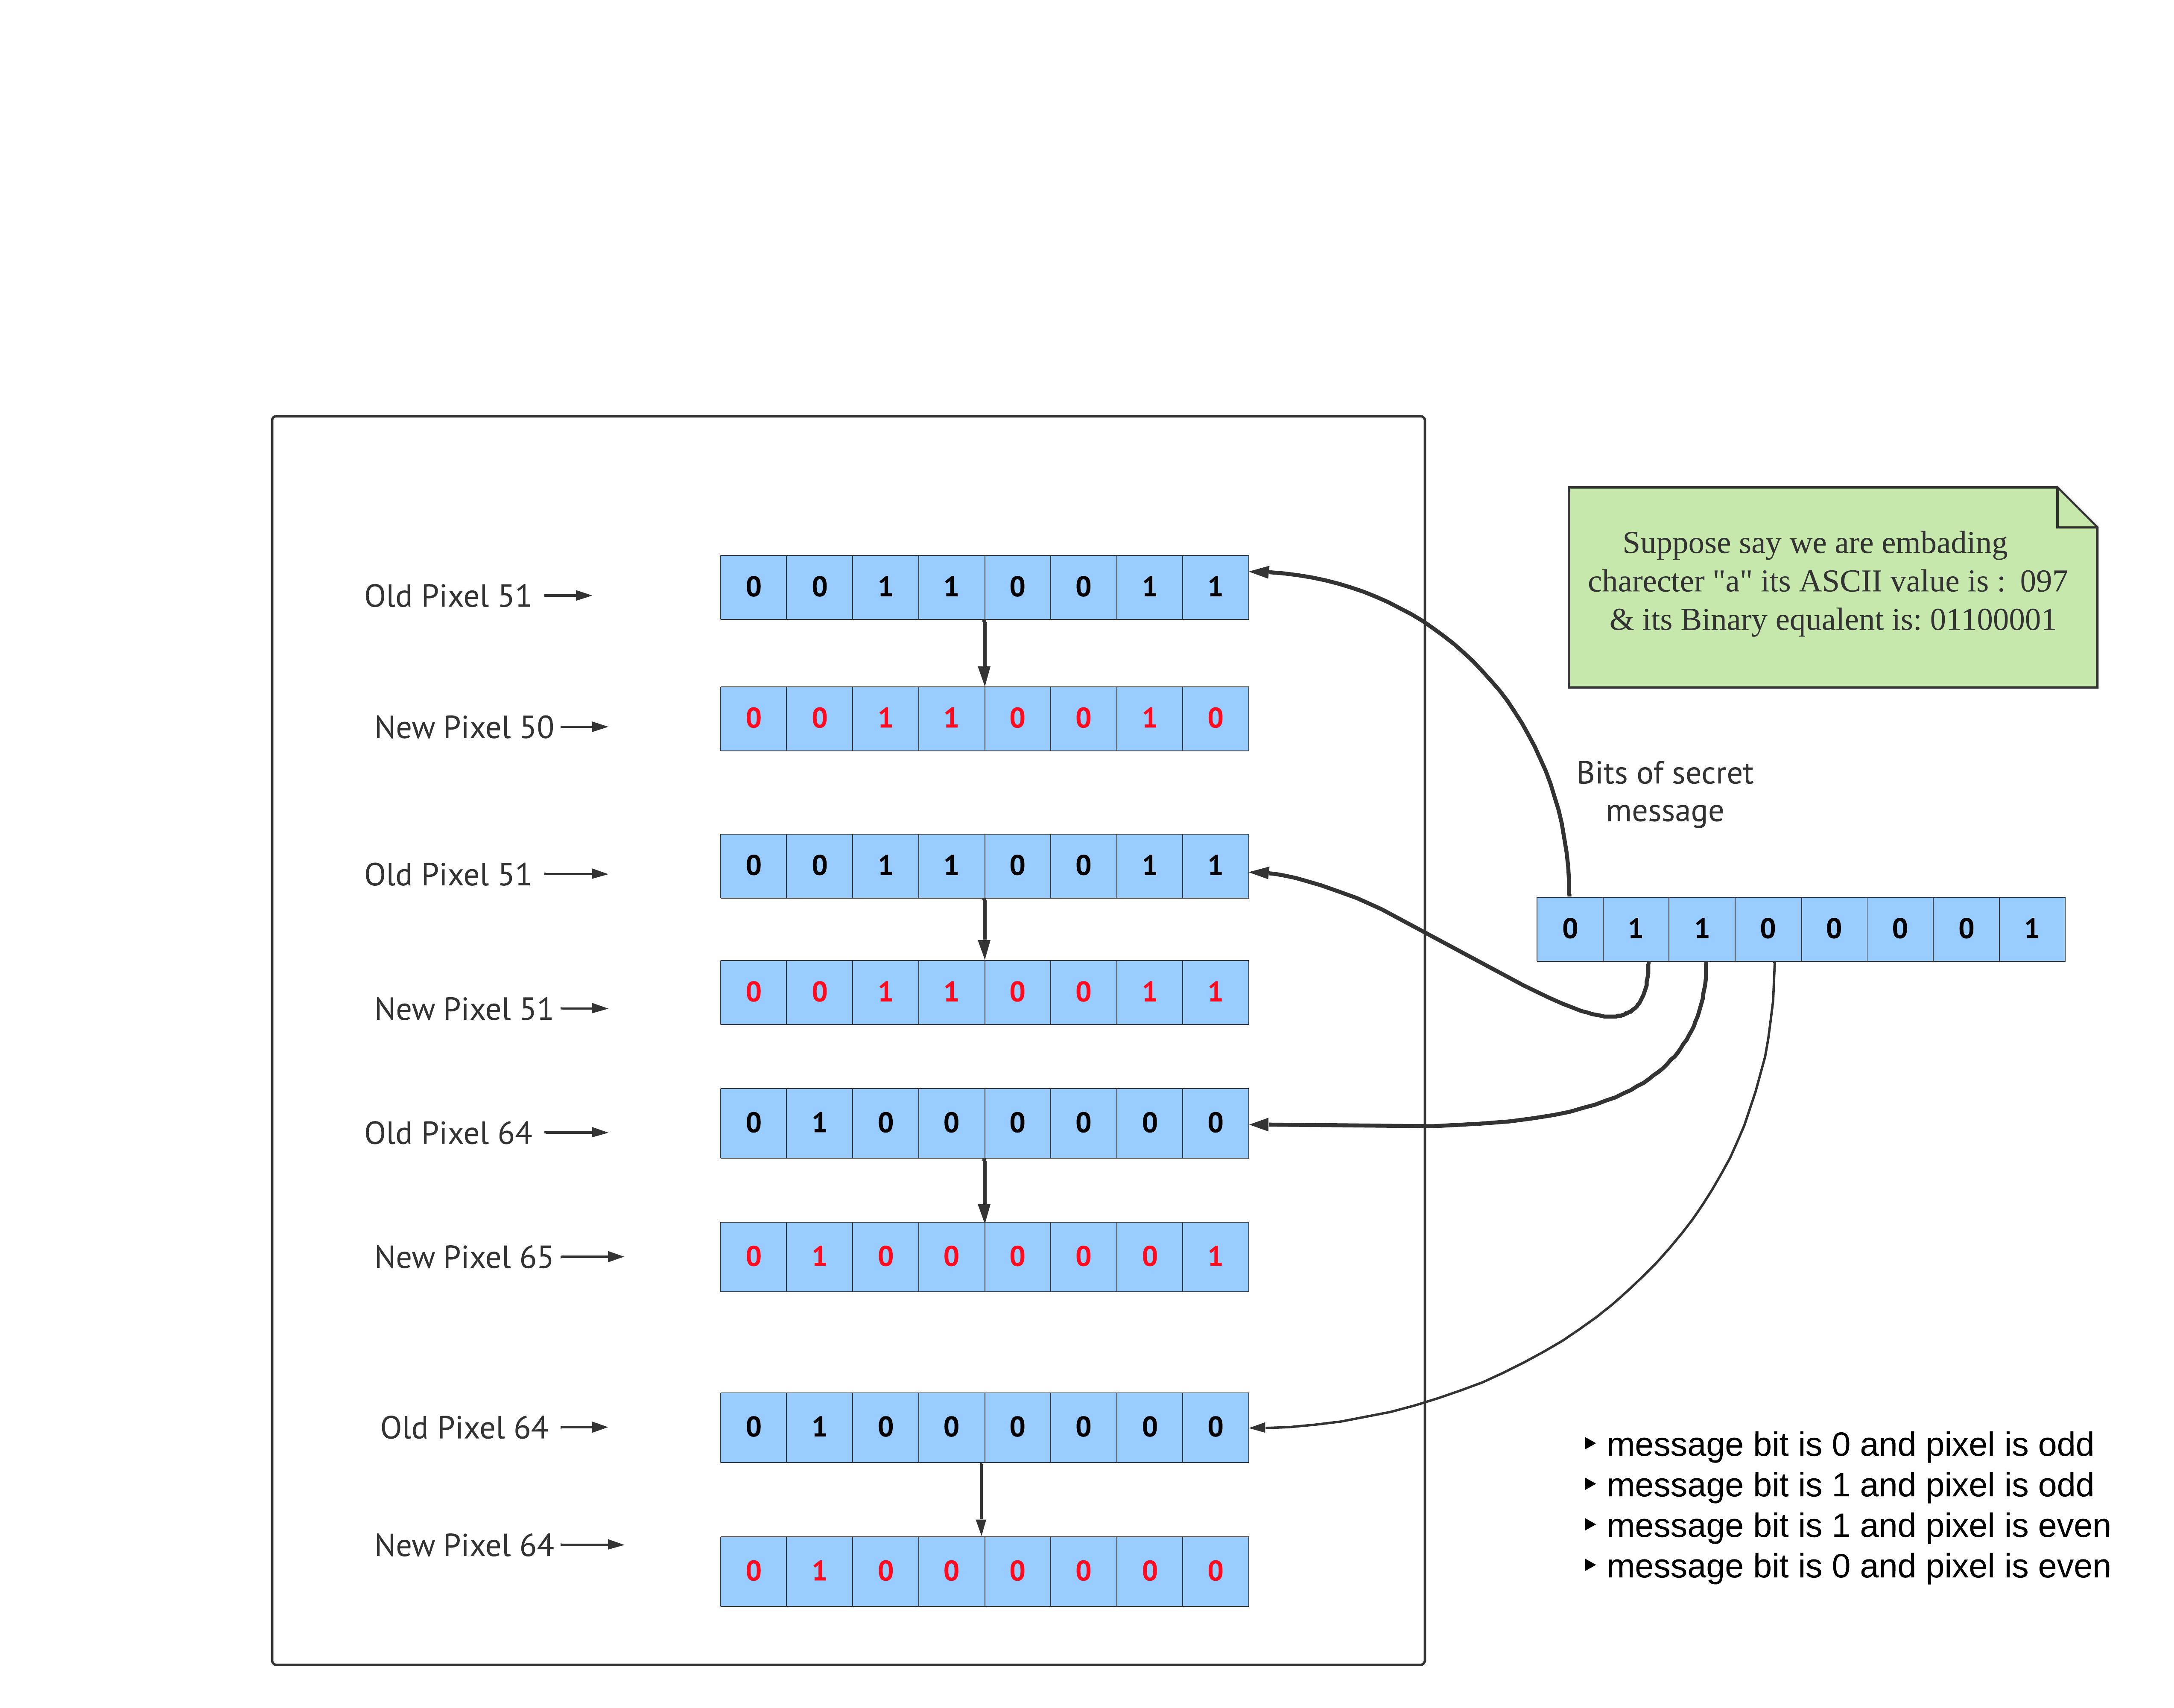 Suppose say we are embading
charecter "a" its ASCII value is : 097
& its Binary equalent is: 01100001
Old Pixel 51
0 0 1 1 0 0 1 1
New Pixel 50
0 0 1 1 0 0 1 0
Old Pixel 51
0 0 1 1 0 0 1 1
New Pixel 51
0 0 1 1 0 0 1 1
Old Pixel 64
0 1 0 0 0 0 0 0
New Pixel 65
0 1 0 0 0 0 0 1
Old Pixel 64
0 1 0 0 0 0 0 0
New Pixel 64
0 1 0 0 0 0 0 0
Bits of secret
message
0 1 1 0 0 0 0 1
‣ message bit is 0 and pixel is odd
‣ message bit is 1 and pixel is odd
‣ message bit is 1 and pixel is even
‣ message bit is 0 and pixel is even